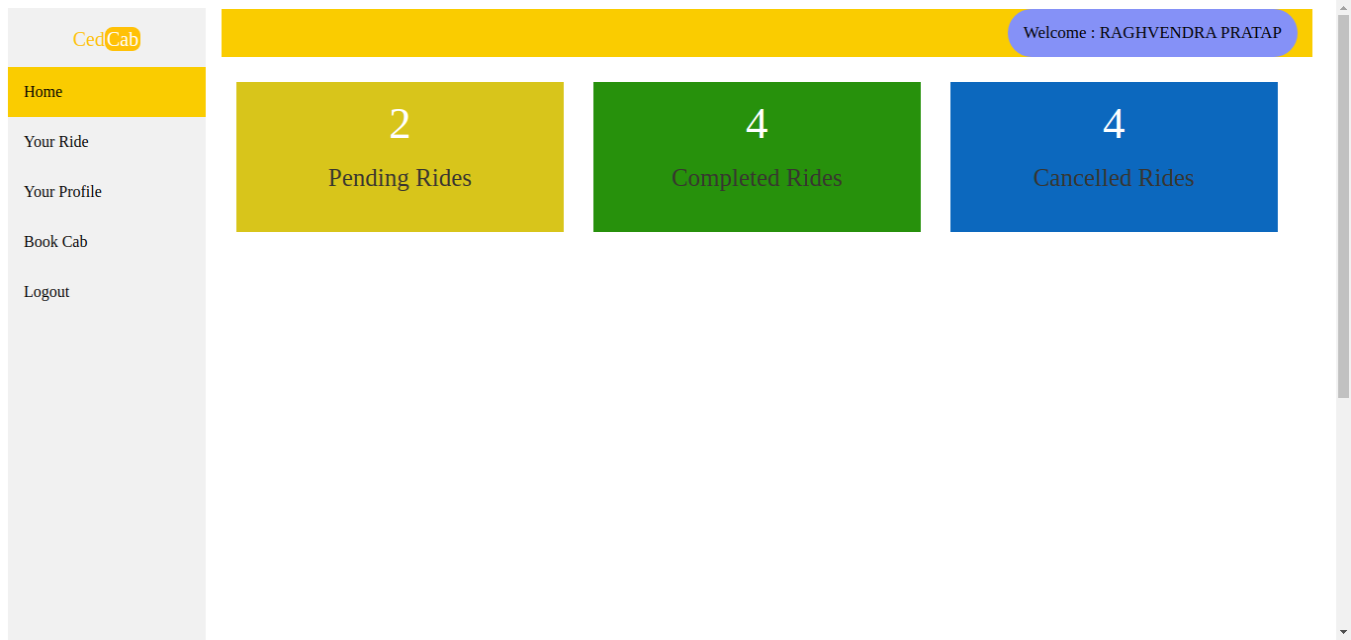 CedCab
Home
Your Ride
Your Profile
Book Cab
Logout
Welcome : RAGHVENDRA PRATAP
2
Pending Rides
4
Completed Rides
4
Cancelled Rides